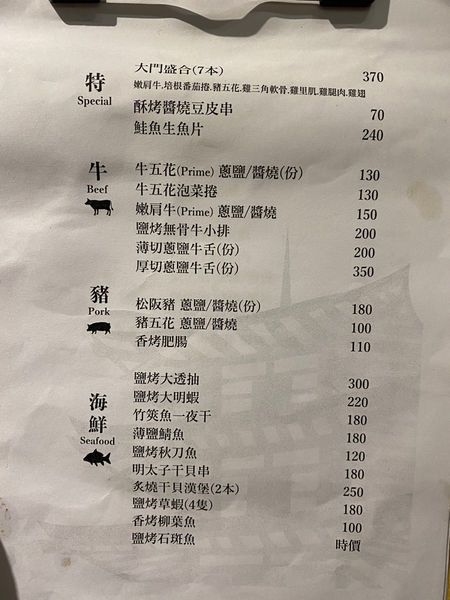 特
Special
大門盛合(7本) 370
嫩肩牛.培根番茄捲.豬五花.雞三角軟骨.雞里肌.雞腿肉.雞翅
酥烤醬燒豆皮串 70
鮭魚生魚片 240
牛
Beef
牛五花(Prime) 蔥鹽/醬燒(份) 130
牛五花泡菜捲 130
嫩肩牛(Prime) 蔥鹽/醬燒 150
鹽烤無骨牛小排 200
薄切蔥鹽牛舌(份) 200
厚切蔥鹽牛舌(份) 350
豬
Pork
松阪豬 蔥鹽/醬燒(份) 180
豬五花 蔥鹽/醬燒 100
香烤肥腸 110
海鮮
Seafood
鹽烤大透抽 300
鹽烤大明蝦 220
竹筴魚一夜干 180
薄鹽鯖魚 180
鹽烤秋刀魚 120
明太子干貝串 180
炙燒干貝漢堡(2本) 250
鹽烤草蝦(4隻) 180
香烤柳葉魚 100
鹽烤石斑魚 時價